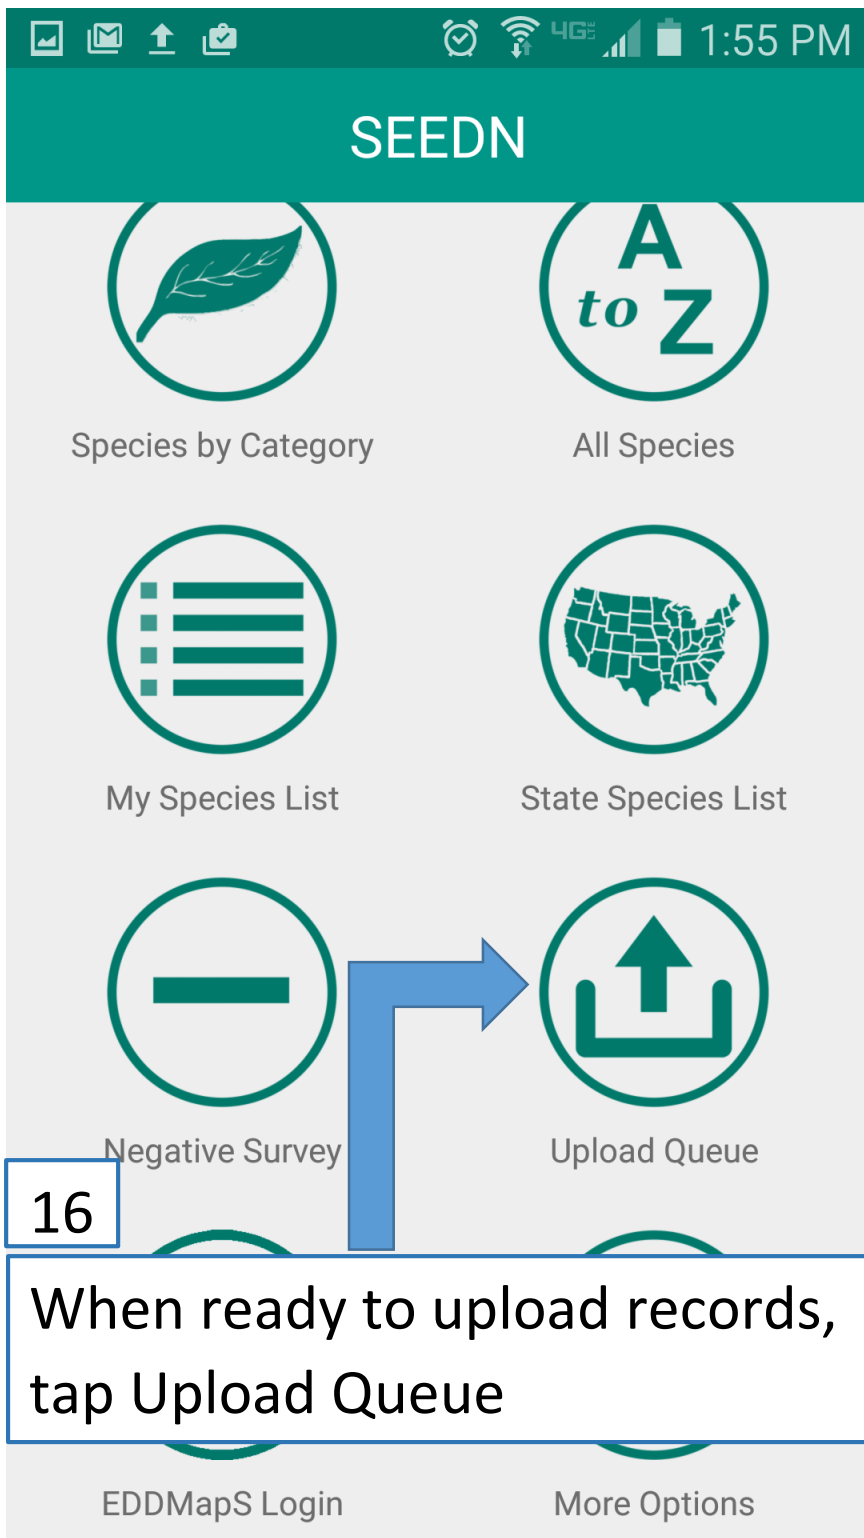 4G LTE 1:55 PM
SEEDN
A to Z
Species by Category All Species
My Species List State Species List
Negative Survey Upload Queue
16
When ready to upload records,
tap Upload Queue
EDDMapS Login More Options